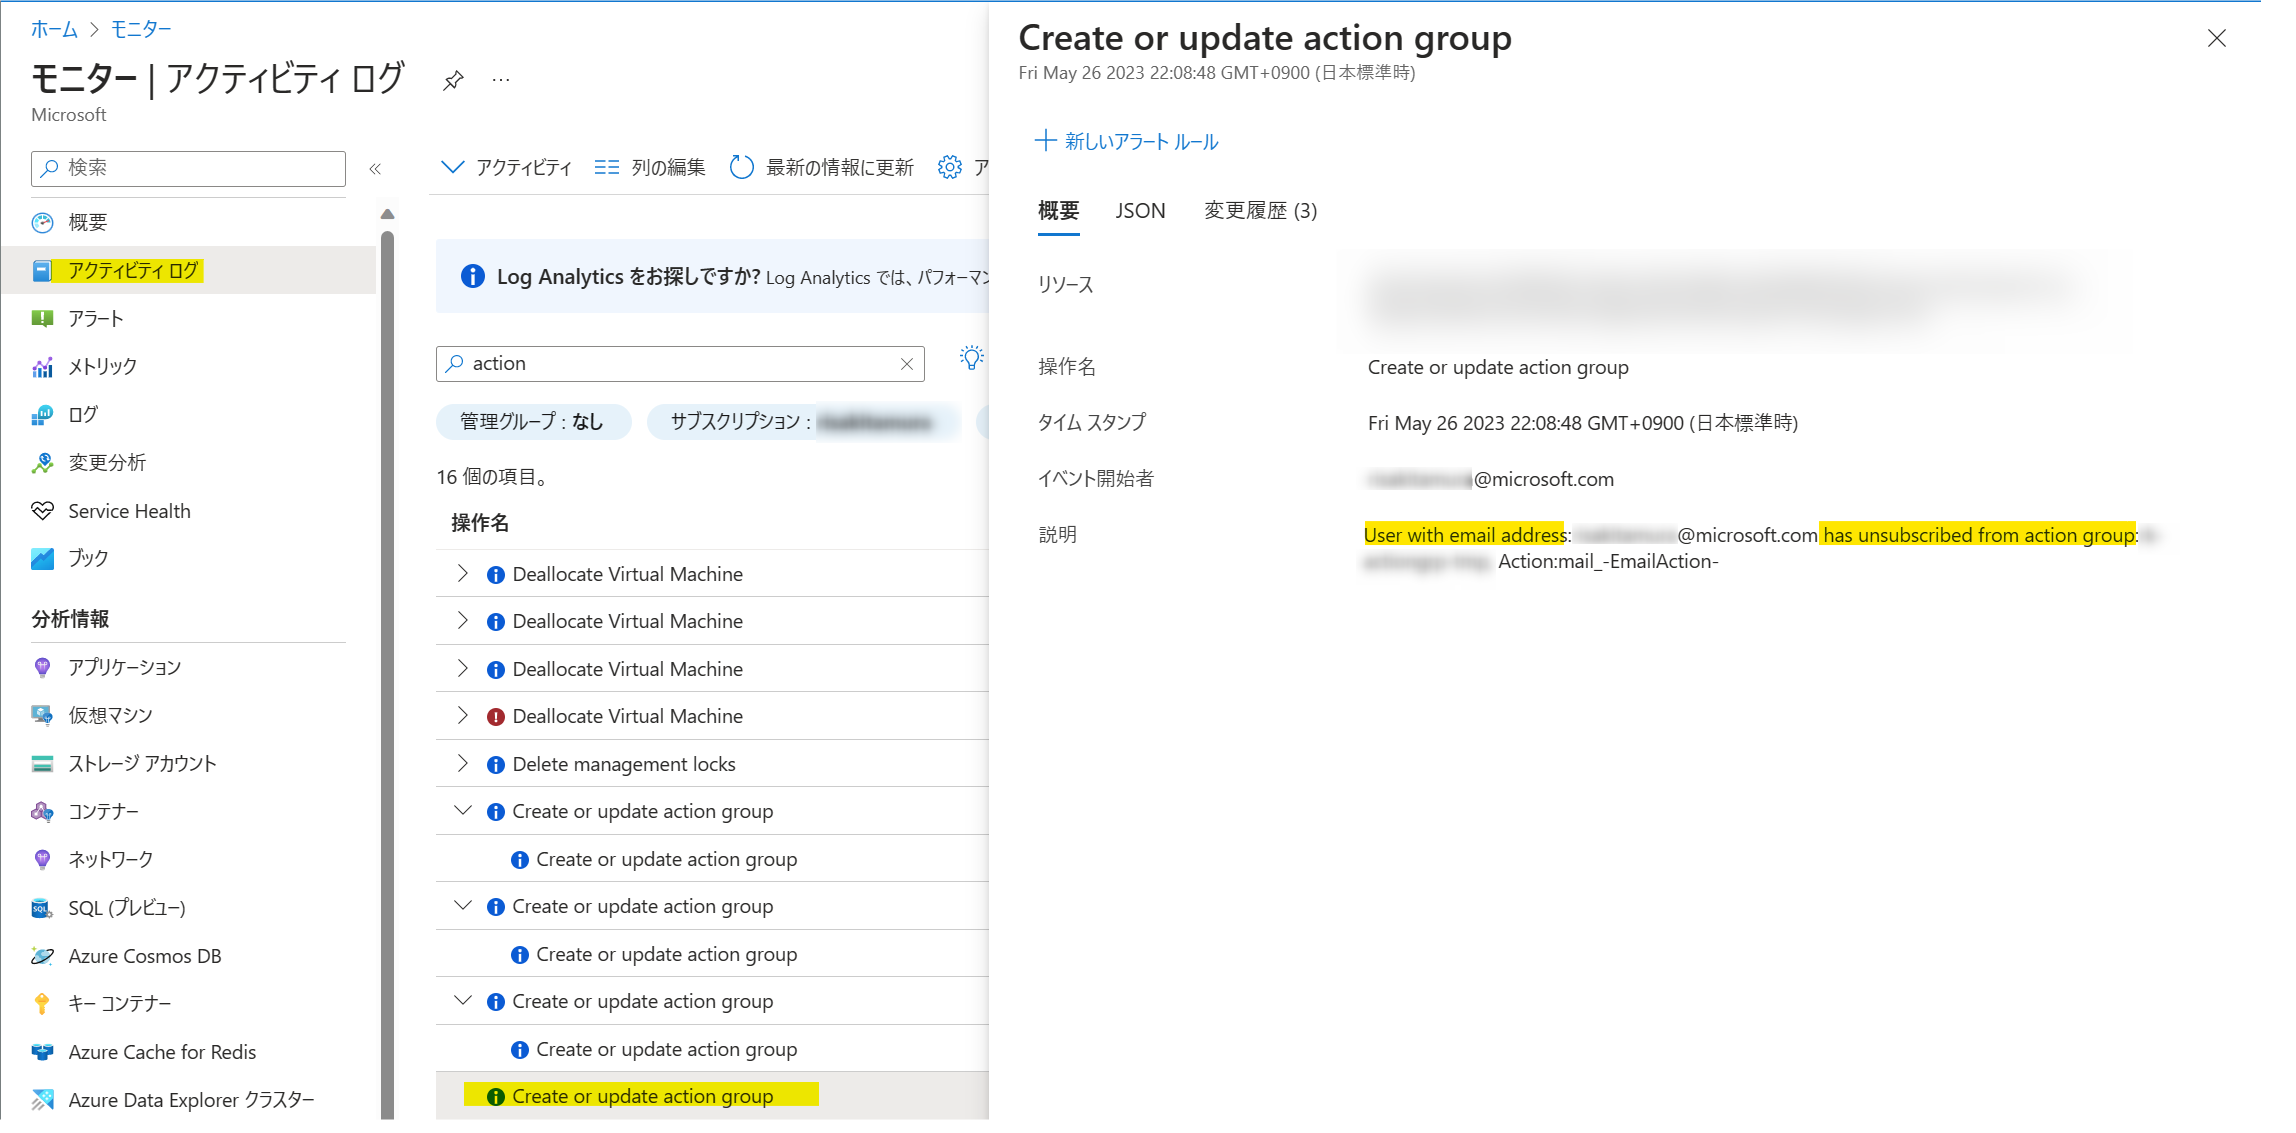 ホーム > モニター
モニター | アクティビティ ログ
Microsoft
検索
概要
アクティビティ ログ
アラート
メトリック
ログ
変更分析
Service Health
ブック
分析情報
アプリケーション
仮想マシン
ストレージ アカウント
コンテナー
ネットワーク
SQL (プレビュー)
Azure Cosmos DB
キー コンテナー
Azure Cache for Redis
Azure Data Explorer クラスター
アクティビティ 列の編集 最新の情報に更新 ア
Log Analytics をお探しですか? Log Analytics では、パフォーマン
action
管理グループ : なし サブスクリプション :
16 個の項目。
操作名
Deallocate Virtual Machine
Deallocate Virtual Machine
Deallocate Virtual Machine
Deallocate Virtual Machine
Delete management locks
Create or update action group
Create or update action group
Create or update action group
Create or update action group
Create or update action group
Create or update action group
Create or update action group
Create or update action group
Fri May 26 2023 22:08:48 GMT+0900 (日本標準時)
新しいアラート ルール
概要 JSON 変更履歴 (3)
リソース
操作名 Create or update action group
タイム スタンプ Fri May 26 2023 22:08:48 GMT+0900 (日本標準時)
イベント開始者 @microsoft.com
説明 User with email address: @microsoft.com has unsubscribed from action group:
Action:mail_-EmailAction-